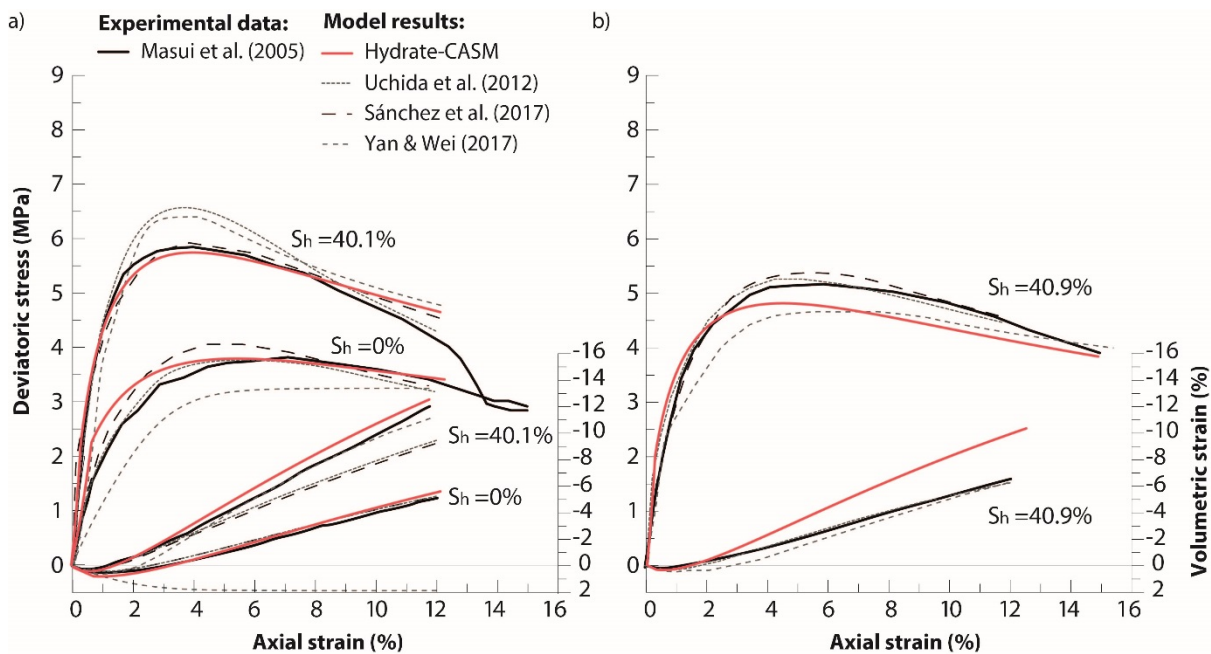 a)
Experimental data:
Masui et al. (2005)
Model results:
Hydrate-CASM
Uchida et al. (2012)
Sánchez et al. (2017)
Yan & Wei (2017)
b)
Deviatoric stress (MPa)
9
8
7
6
5
4
3
2
1
0
Sh =40.1%
Sh =0%
Sh =40.1%
Sh =0%
-16
-14
-12
-10
-8
-6
-4
-2
0
2
0 2 4 6 8 10 12 14 16
Axial strain (%)
9
8
7
6
5
4
3
2
1
0
Sh =40.9%
Sh =40.9%
-16
-14
-12
-10
-8
-6
-4
-2
0
2
Volumetric strain (%)
0 2 4 6 8 10 12 14 16
Axial strain (%)